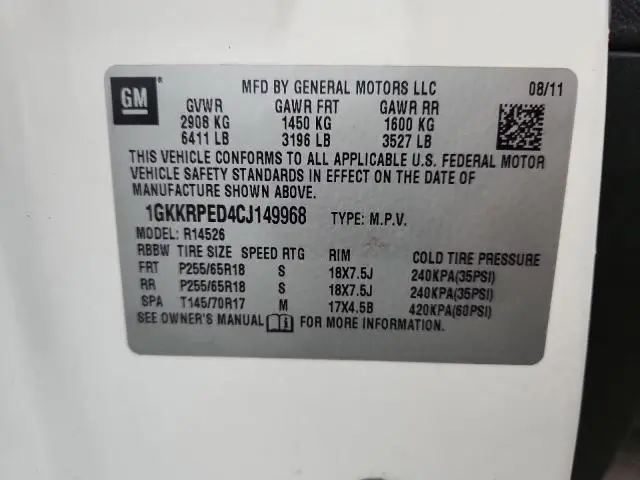 GM MFD BY GENERAL MOTORS LLC 08/11
GVWR GAWR FRT GAWR RR
2908 KG 1450 KG 1600 KG
6411 LB 3196 LB 3527 LB
THIS VEHICLE CONFORMS TO ALL APPLICABLE U.S. FEDERAL MOTOR
VEHICLE SAFETY STANDARDS IN EFFECT ON THE DATE OF
MANUFACTURE SHOWN ABOVE.
1GKKRPED4CJ149968 TYPE: M.P.V.
MODEL: R14526
RBBW TIRE SIZE SPEED RTG RIM COLD TIRE PRESSURE
FRT P255/65R18 S 18X7.5J 240KPA(35PSI)
RR P255/65R18 S 18X7.5J 240KPA(35PSI)
SPA T145/70R17 M 17X4.5B 420KPA(60PSI)
SEE OWNER'S MANUAL FOR MORE INFORMATION.